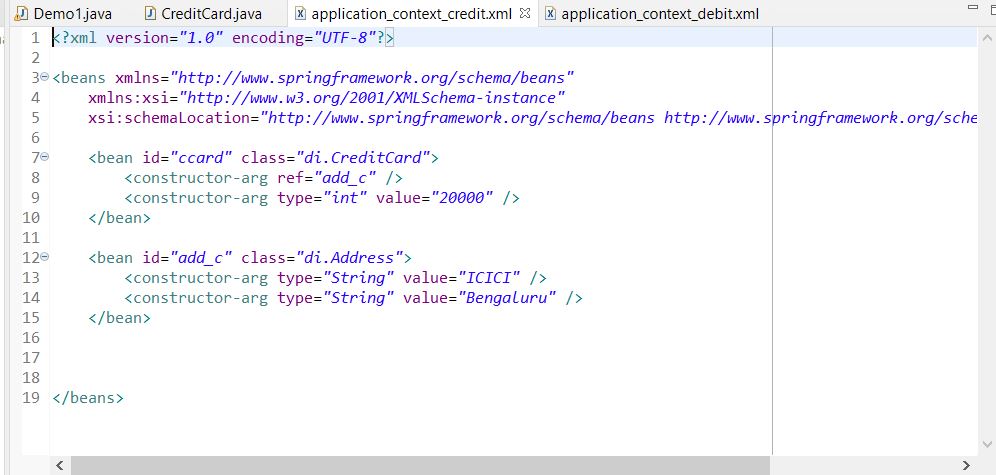 Demo1.java CreditCard.java application_context_credit.xml application_context_debit.xml
1 <?xml version="1.0" encoding="UTF-8"?>
2
3 <beans xmlns="http://www.springframework.org/schema/beans"
4 xmlns:xsi="http://www.w3.org/2001/XMLSchema-instance"
5 xsi:schemaLocation="http://www.springframework.org/schema/beans http://www.springframework.org/sche
6
7 <bean id="ccard" class="di.CreditCard">
8 <constructor-arg ref="add_c" />
9 <constructor-arg type="int" value="20000" />
10 </bean>
11
12 <bean id="add_c" class="di.Address">
13 <constructor-arg type="String" value="ICICI" />
14 <constructor-arg type="String" value="Bengaluru" />
15 </bean>
16
17
18
19 </beans>